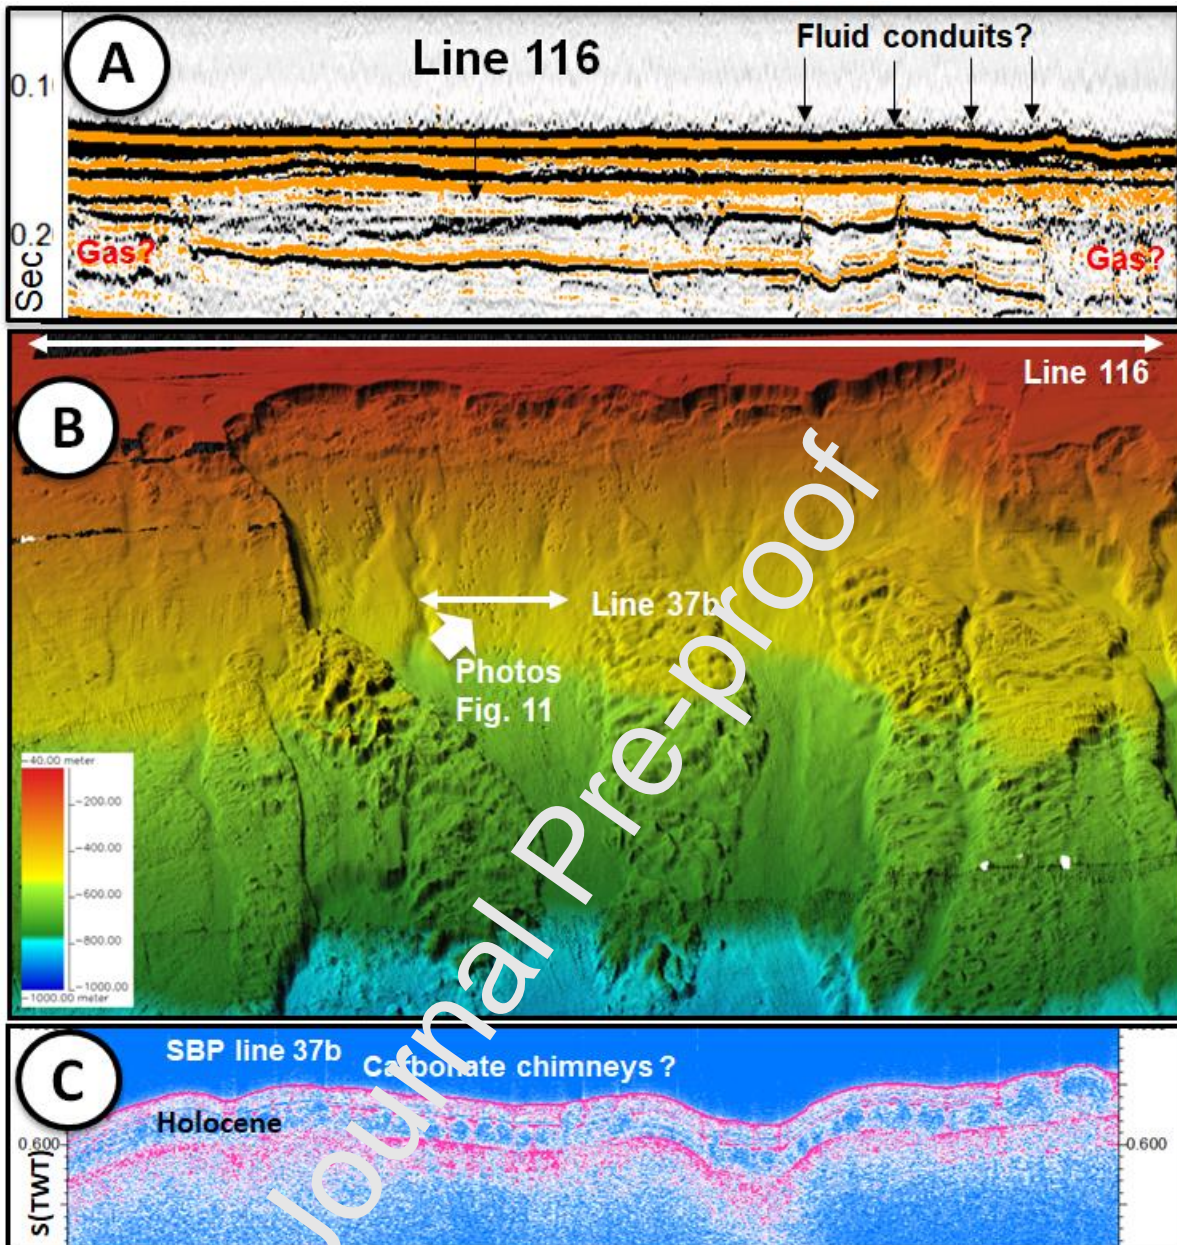 A
Line 116
Fluid conduits?
0.1
0.2
Sec
Gas?
Gas?
B
Line 116
Line 37b
Photos
Fig. 11
-40.00 meter
-200.00
-400.00
-600.00
-800.00
-1000.00
-1000.00 meter
Journal Pre-proof
C
SBP line 37b
Carbonate chimneys ?
Holocene
0.600
0.600
S(TWT)